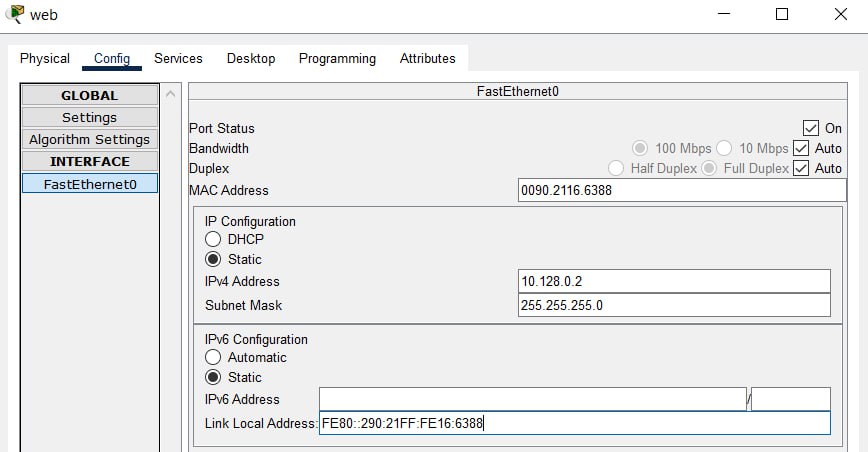 web
Physical Config Services Desktop Programming Attributes
GLOBAL
Settings
Algorithm Settings
INTERFACE
FastEthernet0
FastEthernet0
Port Status On
Bandwidth 100 Mbps 10 Mbps Auto
Duplex Half Duplex Full Duplex Auto
MAC Address 0090.2116.6388
IP Configuration
DHCP
Static
IPv4 Address 10.128.0.2
Subnet Mask 255.255.255.0
IPv6 Configuration
Automatic
Static
IPv6 Address /
Link Local Address: FE80::290:21FF:FE16:6388